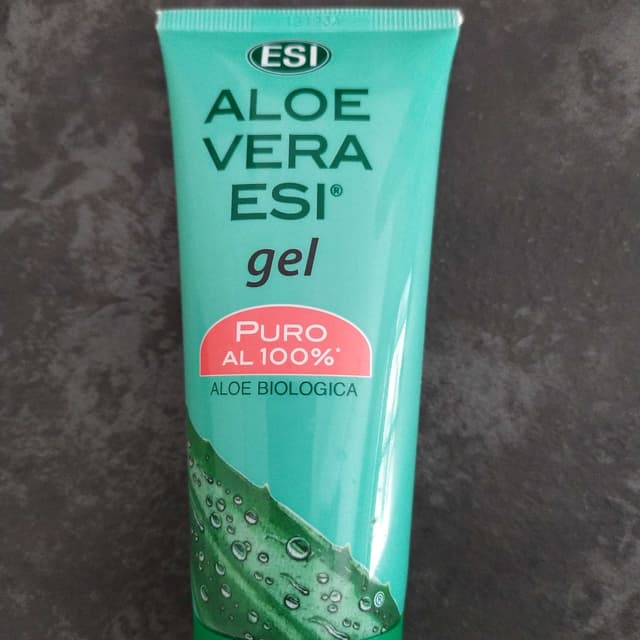 ESI
ALOE
VERA
ESI®
gel
PURO
AL 100%*
ALOE BIOLOGICA